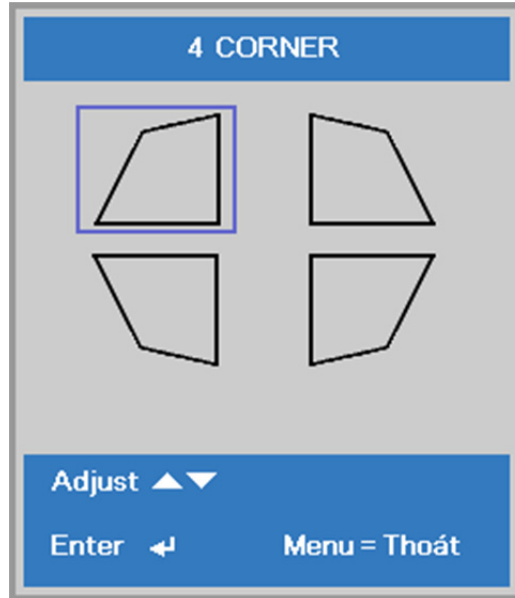 4 CORNER
Adjust ▲▼
Enter ↵
Menu = Thoát